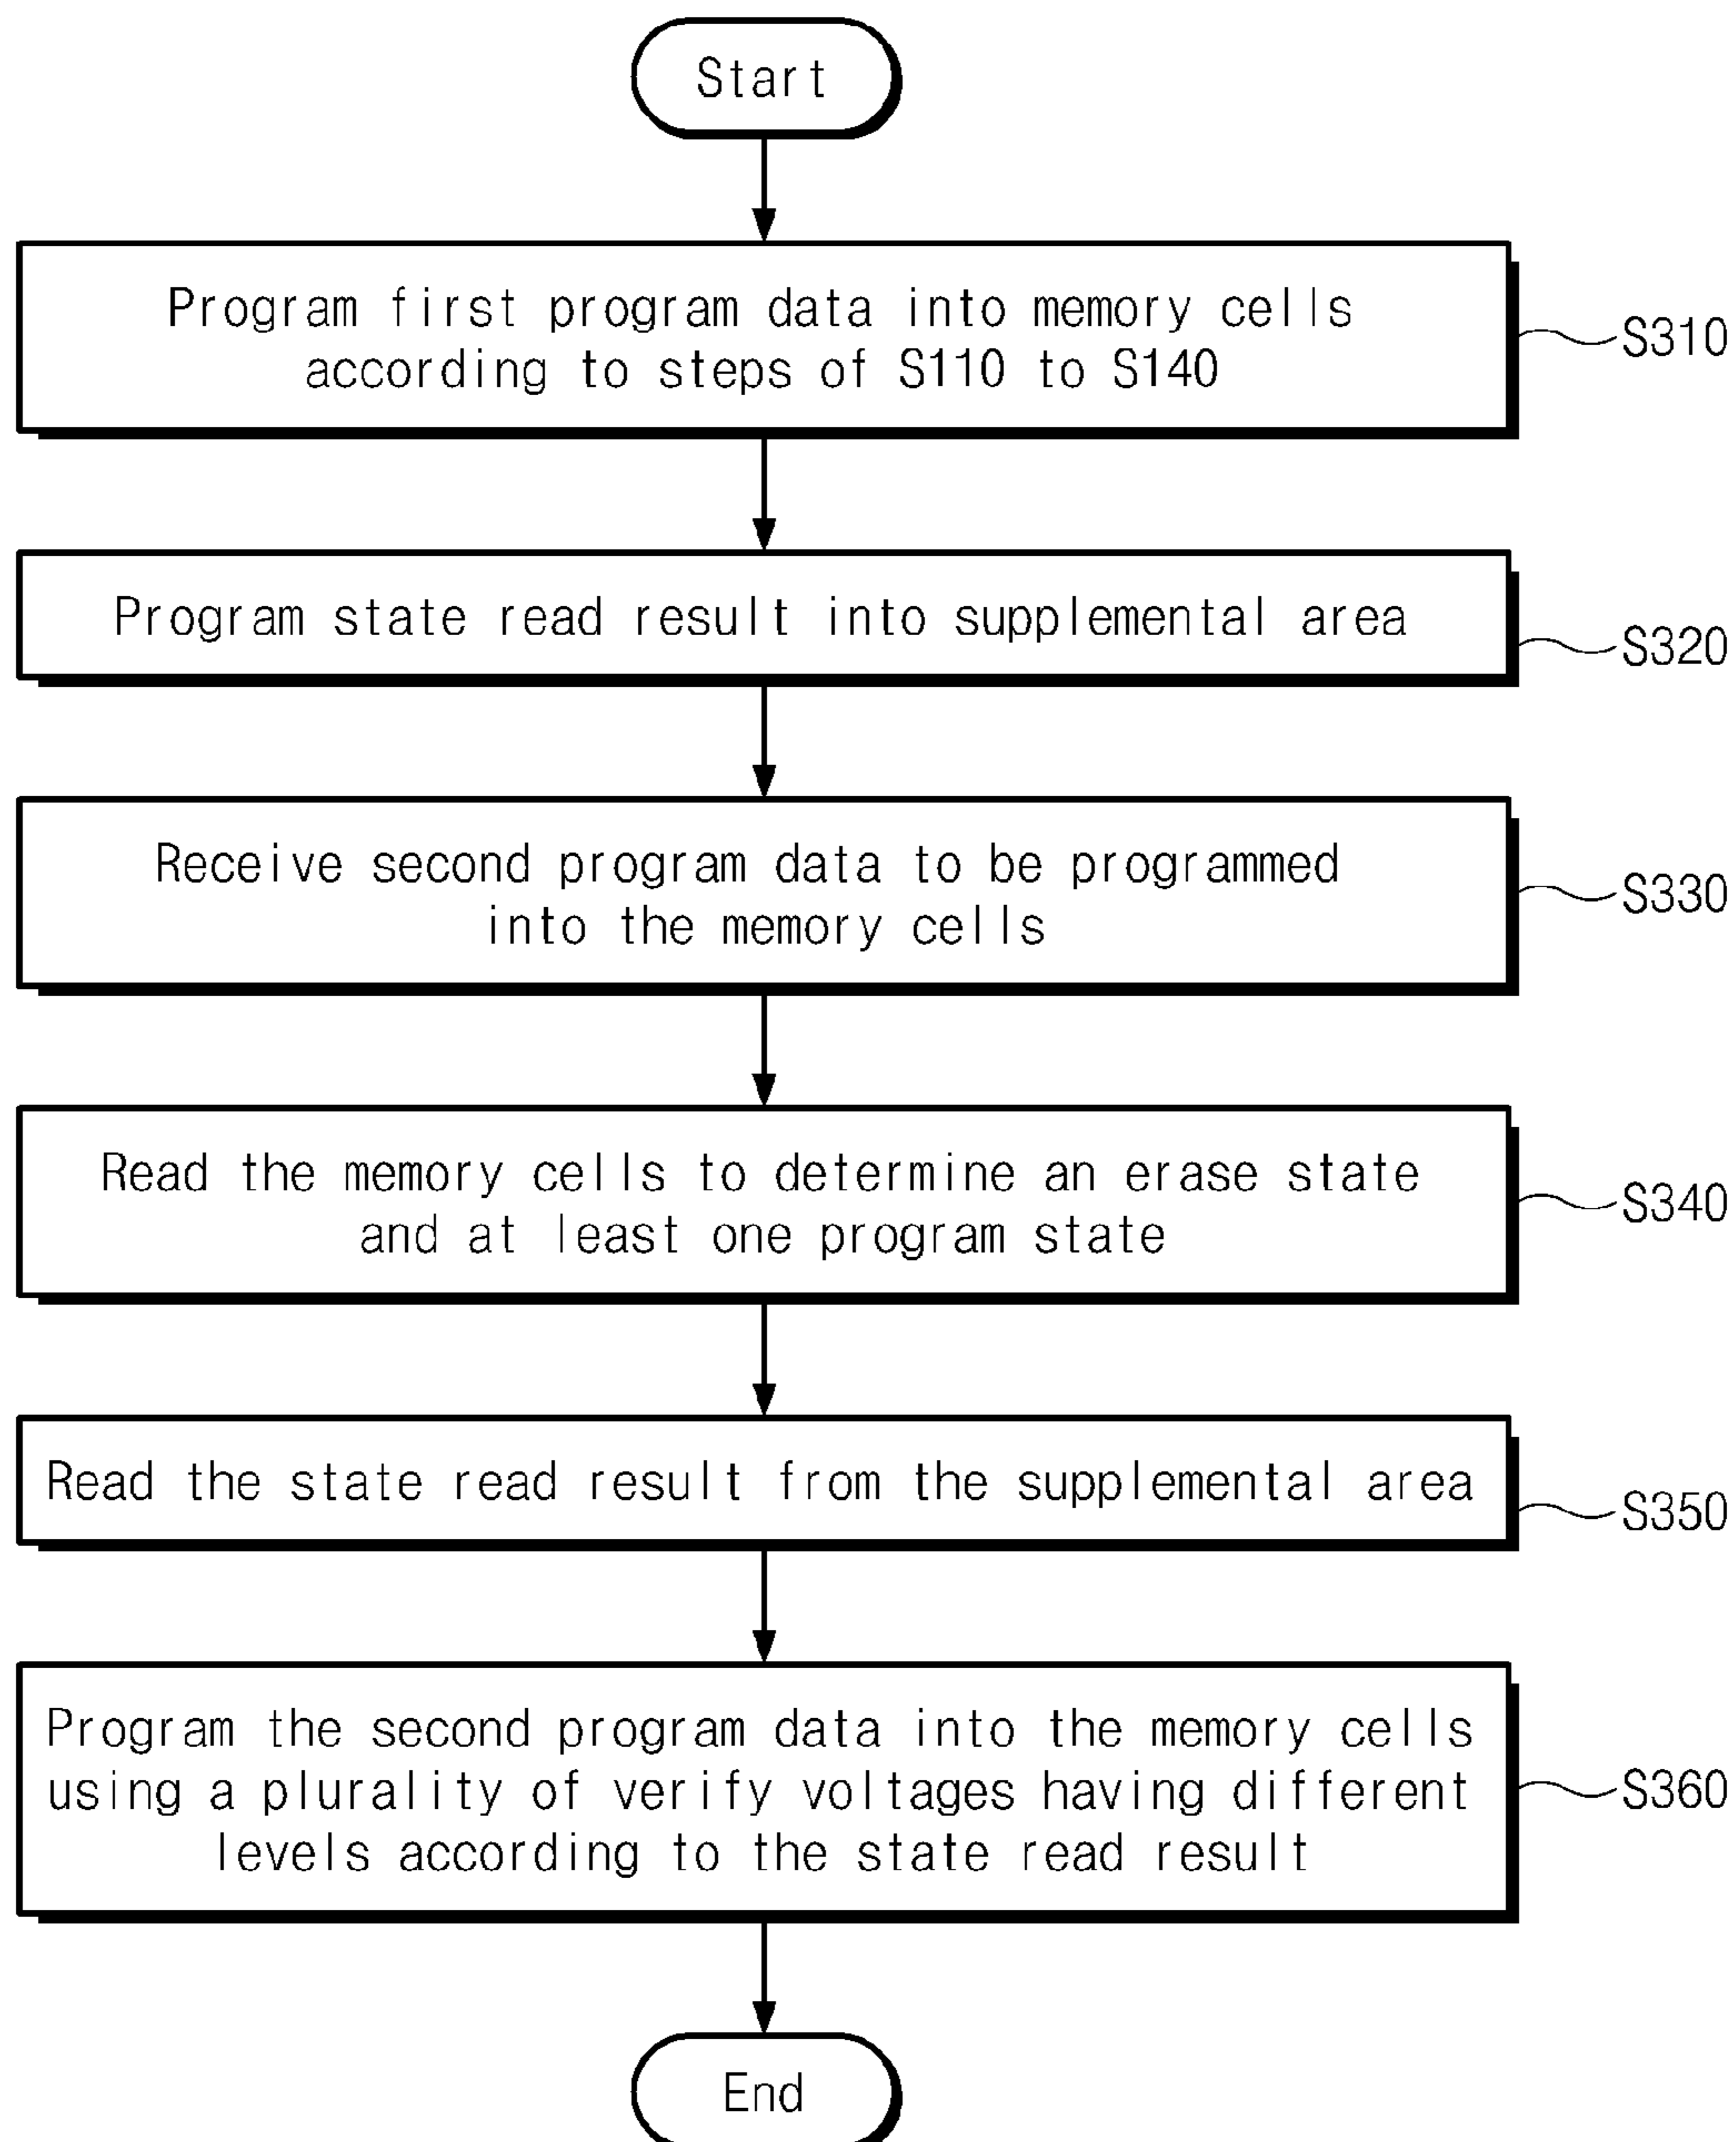 Start
Program first program data into memory cells
according to steps of S110 to S140
S310
Program state read result into supplemental area
S320
Receive second program data to be programmed
into the memory cells
S330
Read the memory cells to determine an erase state
and at least one program state
S340
Read the state read result from the supplemental area
S350
Program the second program data into the memory cells
using a plurality of verify voltages having different
levels according to the state read result
S360
End